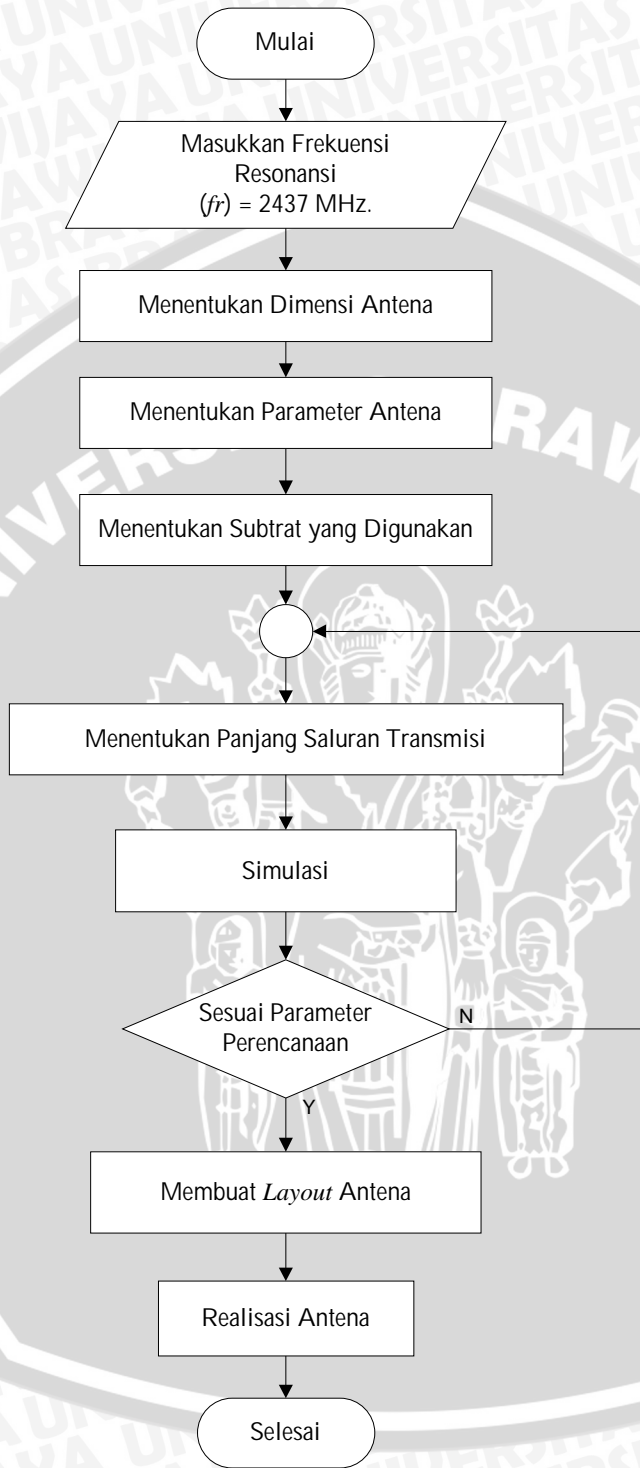 Mulai
Masukkan Frekuensi
Resonansi
(fr) = 2437 MHz.
Menentukan Dimensi Antena
Menentukan Parameter Antena
Menentukan Subtrat yang Digunakan
Menentukan Panjang Saluran Transmisi
Simulasi
Sesuai Parameter
Perencanaan
N
Y
Membuat Layout Antena
Realisasi Antena
Selesai